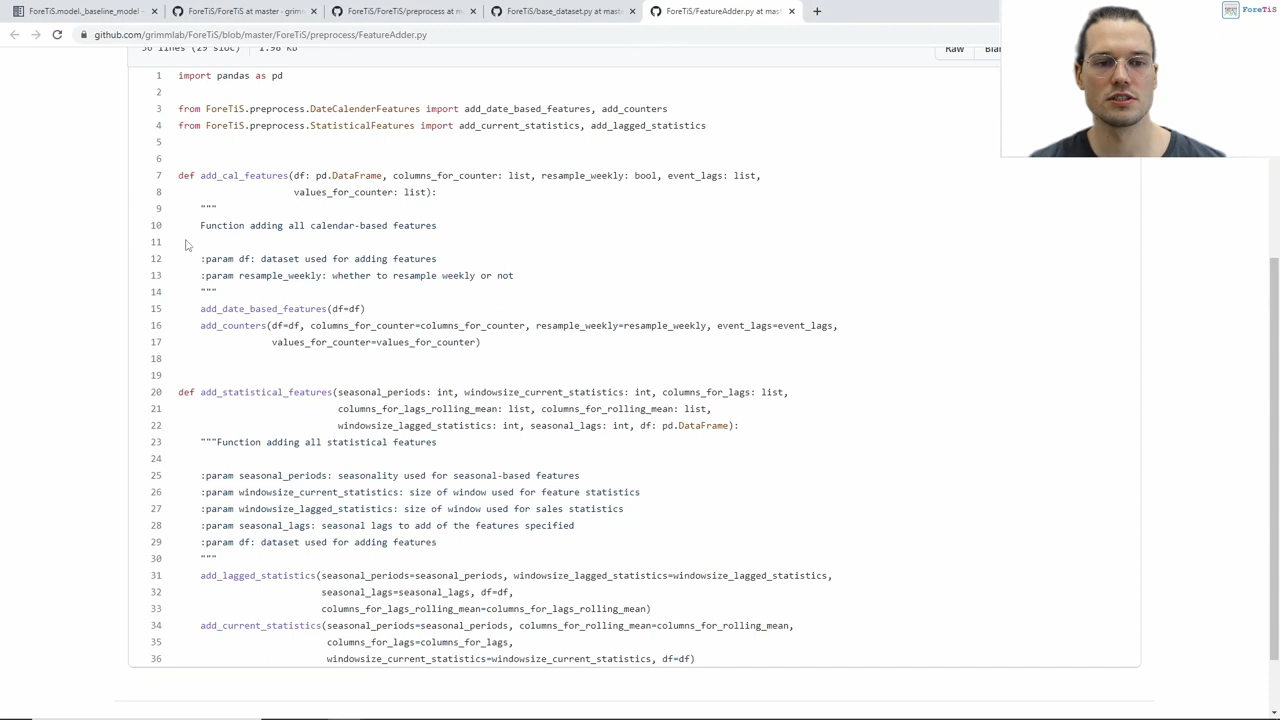 ForeTiS.model._baseline_model -
ForeTiS/ForeTiS at master · grimm
ForeTiS/ForeTiS/preprocess at m
ForeTiS/base_dataset.py at mast
ForeTiS/FeatureAdder.py at mast
github.com/grimmlab/ForeTiS/blob/master/ForeTiS/preprocess/FeatureAdder.py
ForeTiS
36 lines (29 sloc) 1.98 KB
Raw
1 import pandas as pd
2
3 from ForeTiS.preprocess.DateCalenderFeatures import add_date_based_features, add_counters
4 from ForeTiS.preprocess.StatisticalFeatures import add_current_statistics, add_lagged_statistics
5
6
7 def add_cal_features(df: pd.DataFrame, columns_for_counter: list, resample_weekly: bool, event_lags: list,
8 values_for_counter: list):
9 """
10 Function adding all calendar-based features
11
12 :param df: dataset used for adding features
13 :param resample_weekly: whether to resample weekly or not
14 """
15 add_date_based_features(df=df)
16 add_counters(df=df, columns_for_counter=columns_for_counter, resample_weekly=resample_weekly, event_lags=event_lags,
17 values_for_counter=values_for_counter)
18
19
20 def add_statistical_features(seasonal_periods: int, windowsize_current_statistics: int, columns_for_lags: list,
21 columns_for_lags_rolling_mean: list, columns_for_rolling_mean: list,
22 windowsize_lagged_statistics: int, seasonal_lags: int, df: pd.DataFrame):
23 """Function adding all statistical features
24
25 :param seasonal_periods: seasonality used for seasonal-based features
26 :param windowsize_current_statistics: size of window used for feature statistics
27 :param windowsize_lagged_statistics: size of window used for sales statistics
28 :param seasonal_lags: seasonal lags to add of the features specified
29 :param df: dataset used for adding features
30 """
31 add_lagged_statistics(seasonal_periods=seasonal_periods, windowsize_lagged_statistics=windowsize_lagged_statistics,
32 seasonal_lags=seasonal_lags, df=df,
33 columns_for_lags_rolling_mean=columns_for_lags_rolling_mean)
34 add_current_statistics(seasonal_periods=seasonal_periods, columns_for_rolling_mean=columns_for_rolling_mean,
35 columns_for_lags=columns_for_lags,
36 windowsize_current_statistics=windowsize_current_statistics, df=df)